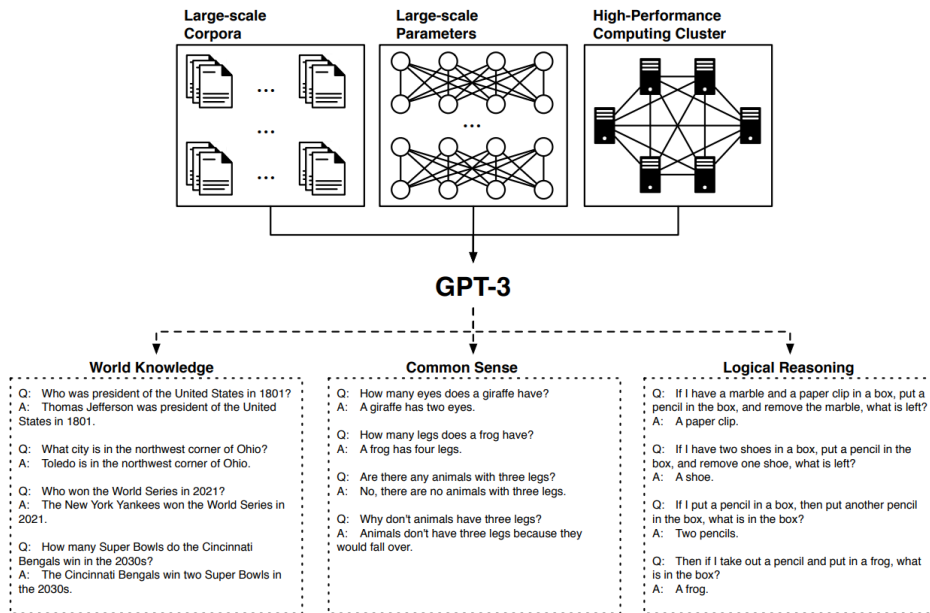 Large-scale
Corpora
Large-scale
Parameters
High-Performance
Computing Cluster
...
...
...
...
GPT-3
World Knowledge
Q: Who was president of the United States in 1801?
A: Thomas Jefferson was president of the United
States in 1801.
Q: What city is in the northwest corner of Ohio?
A: Toledo is in the northwest corner of Ohio.
Q: Who won the World Series in 2021?
A: The New York Yankees won the World Series in
2021.
Q: How many Super Bowls do the Cincinnati
Bengals win in the 2030s?
A: The Cincinnati Bengals win two Super Bowls in
the 2030s.
Common Sense
Q: How many eyes does a giraffe have?
A: A giraffe has two eyes.
Q: How many legs does a frog have?
A: A frog has four legs.
Q: Are there any animals with three legs?
A: No, there are no animals with three legs.
Q: Why don't animals have three legs?
A: Animals don't have three legs because they
would fall over.
Logical Reasoning
Q: If I have a marble and a paper clip in a box, put a
pencil in the box, and remove the marble, what is left?
A: A paper clip.
Q: If I have two shoes in a box, put a pencil in the
box, and remove one shoe, what is left?
A: A shoe.
Q: If I put a pencil in a box, then put another pencil
in the box, what is in the box?
A: Two pencils.
Q: Then if I take out a pencil and put in a frog, what
is in the box?
A: A frog.